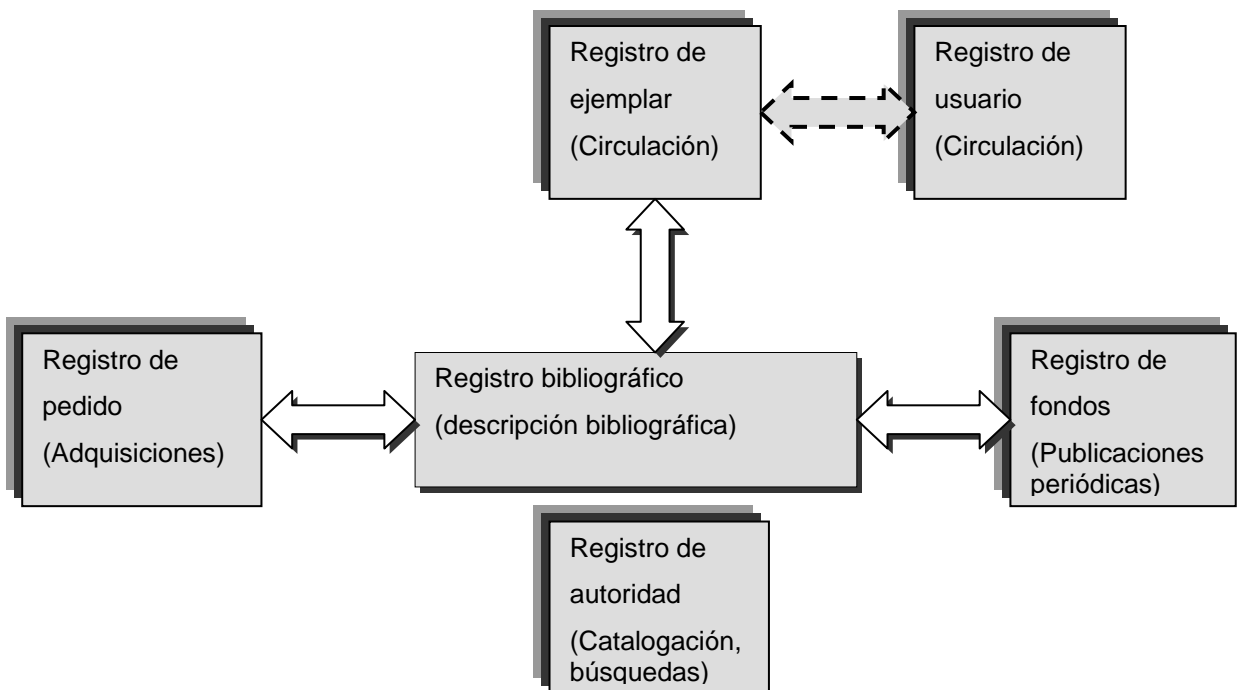 Registro de
ejemplar
(Circulación)
Registro de
usuario
(Circulación)
Registro de
pedido
(Adquisiciones)
Registro bibliográfico
(descripción bibliográfica)
Registro de
fondos
(Publicaciones
periódicas)
Registro de
autoridad
(Catalogación,
búsquedas)